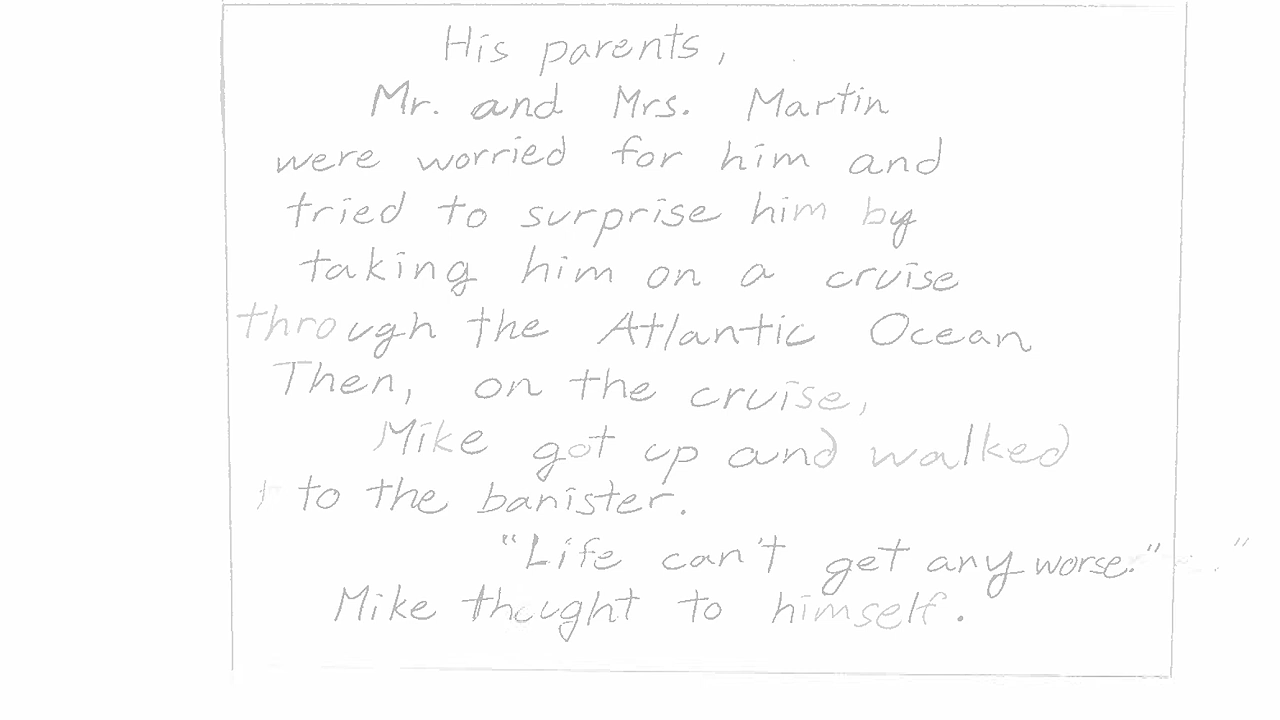 His parents,
Mr. and Mrs. Martin
were worried for him and
tried to surprise him by
taking him on a cruise
through the Atlantic Ocean
Then, on the cruise,
Mike got up and walked
to the banister.
"Life can't get any worse."
Mike thought to himself.